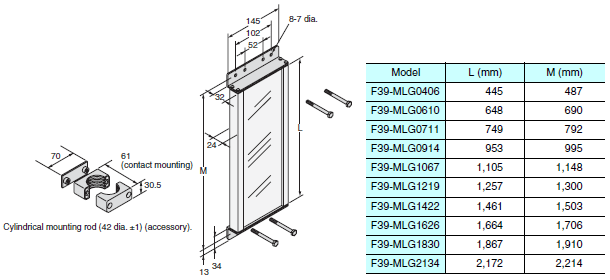 145
8-7 dia.
102
52
32
L
24
M
70
61
(contact mounting)
30.5
Cylindrical mounting rod (42 dia. ±1) (accessory).
34
13
Model L (mm) M (mm)
F39-MLG0406 445 487
F39-MLG0610 648 690
F39-MLG0711 749 792
F39-MLG0914 953 995
F39-MLG1067 1,105 1,148
F39-MLG1219 1,257 1,300
F39-MLG1422 1,461 1,503
F39-MLG1626 1,664 1,706
F39-MLG1830 1,867 1,910
F39-MLG2134 2,172 2,214